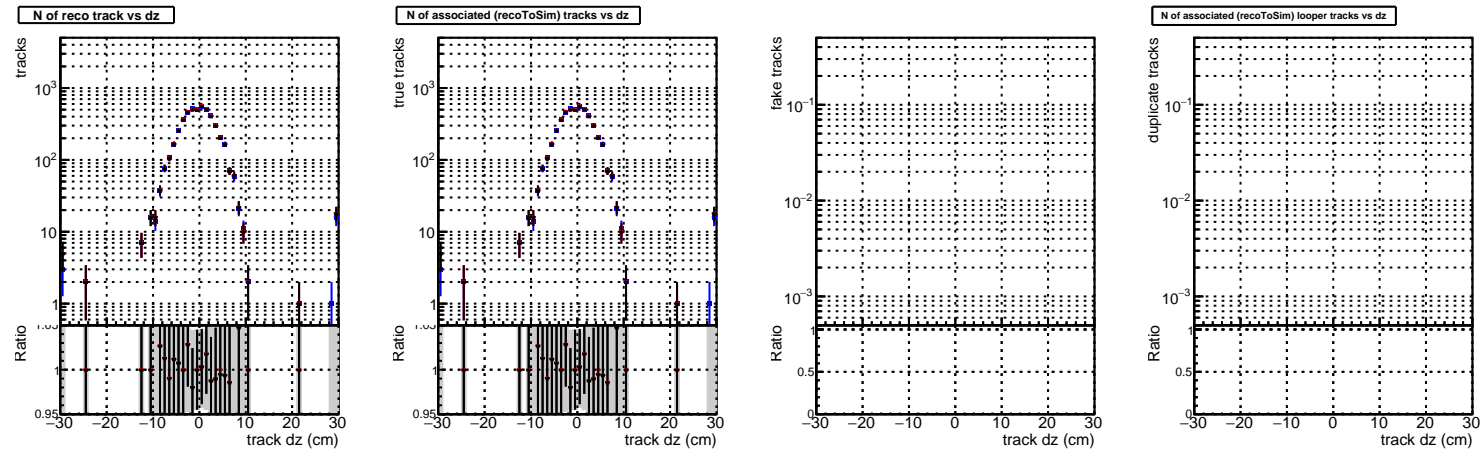 N of reco track vs dz
tracks
10³
10²
10
1
1.05
Ratio
1
0.95
−30 −20 −10 0 10 20 30
track dz (cm)
N of associated (recoToSim) tracks vs dz
true tracks
10³
10²
10
1
1.05
Ratio
1
0.95
−30 −20 −10 0 10 20 30
track dz (cm)
fake tracks
10⁻¹
10⁻²
10⁻³
Ratio
1
0.5
0
−30 −20 −10 0 10 20 30
track dz (cm)
N of associated (recoToSim) looper tracks vs dz
duplicate tracks
10⁻¹
10⁻²
10⁻³
Ratio
1
0.5
0
−30 −20 −10 0 10 20 30
track dz (cm)